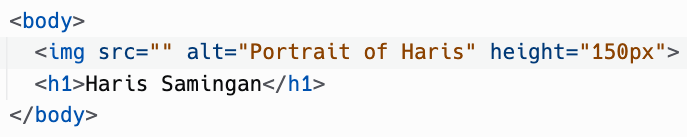 <body>
<img src="" alt="Portrait of Haris" height="150px">
<h1>Haris Samingan</h1>
</body>